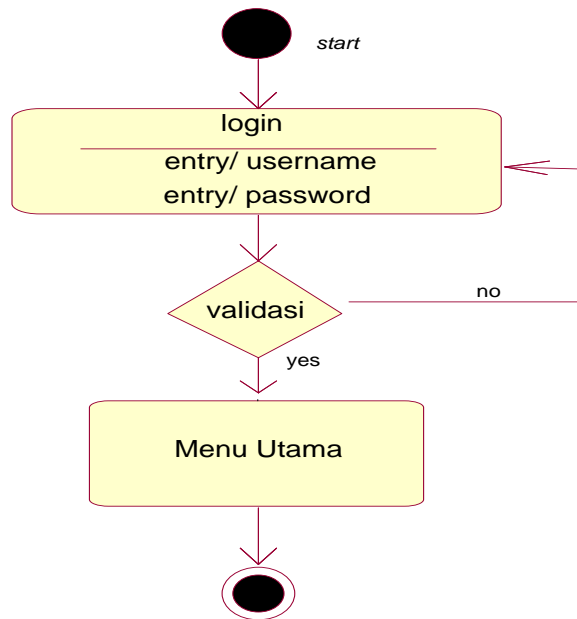 start
login
entry/ username
entry/ password
validasi
no
yes
Menu Utama